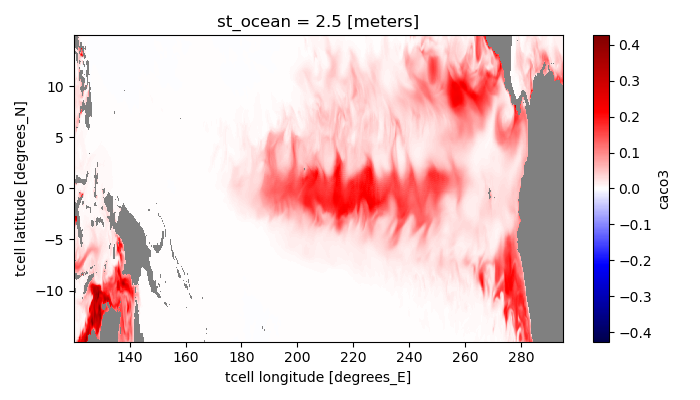 st_ocean = 2.5 [meters]
10
5
0
−5
−10
tcell latitude [degrees_N]
140 160 180 200 220 240 260 280
tcell longitude [degrees_E]
0.4
0.3
0.2
0.1
0.0
−0.1
−0.2
−0.3
−0.4
caco3